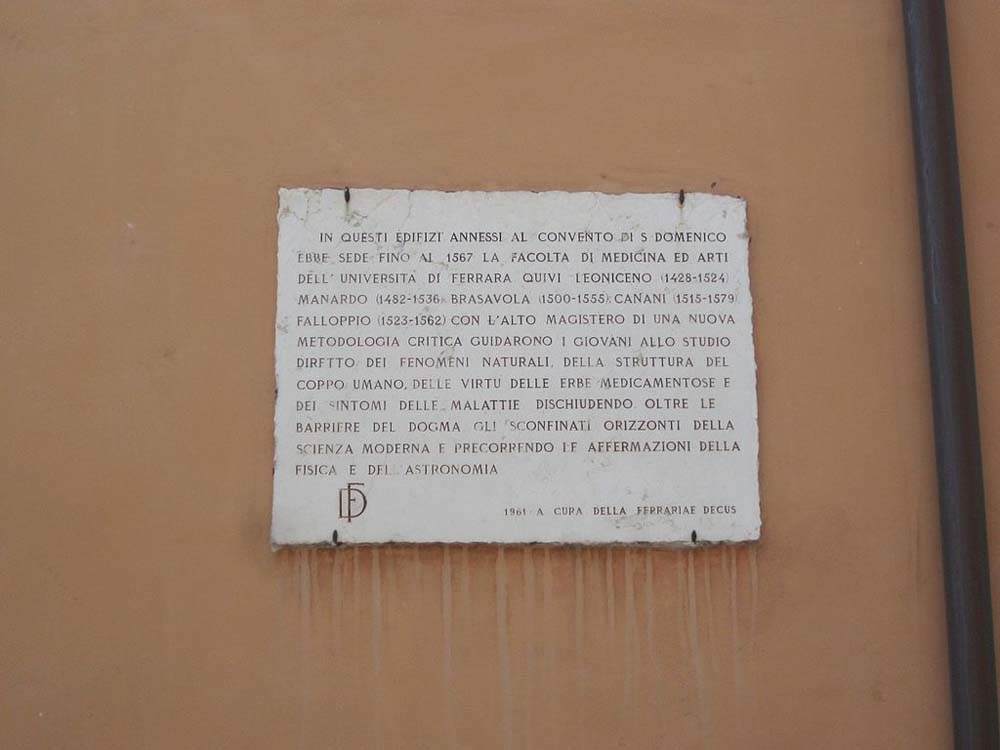 IN QUESTI EDIFIZI ANNESSI AL CONVENTO DI S DOMENICO
EBBE SEDE FINO AL 1567 LA FACOLTA DI MEDICINA ED ARTI
DELL' UNIVERSITA DI FERRARA QUIVI LEONICENO (1428-1524)
MANARDO (1482-1536) BRASAVOLA (1500-1555), CANANI (1515-1579)
FALLOPPIO (1523-1562) CON L'ALTO MAGISTERO DI UNA NUOVA
METODOLOGIA CRITICA GUIDARONO I GIOVANI ALLO STUDIO
DIRETTO DEI FENOMENI NATURALI, DELLA STRUTTURA DEL
CORPO UMANO, DELLE VIRTU DELLE ERBE MEDICAMENTOSE E
DEI SINTOMI DELLE MALATTIE DISCHIUDENDO OLTRE LE
BARRIERE DEL DOGMA GLI SCONFINATI ORIZZONTI DELLA
SCIENZA MODERNA E PRECORRENDO LE AFFERMAZIONI DELLA
FISICA E DELL'ASTRONOMIA
FD
1961 A CURA DELLA FERRARIAE DECUS